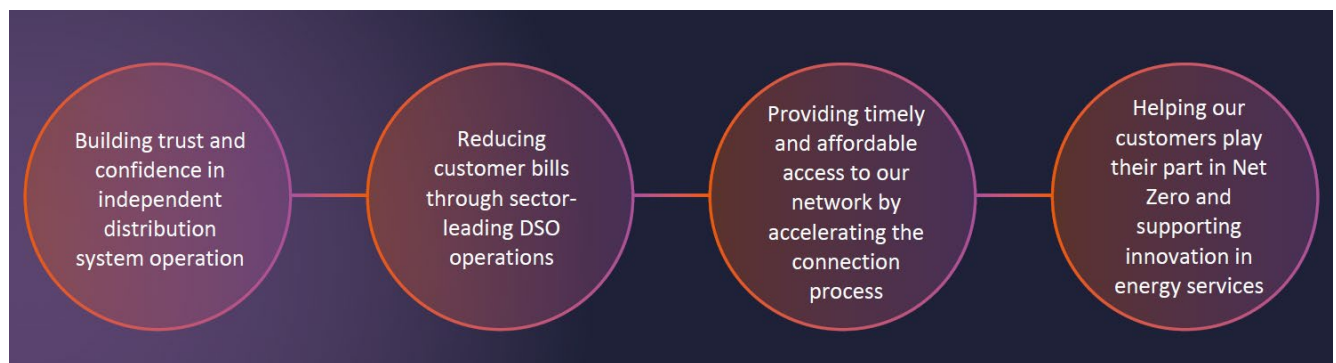 Building trust and
confidence in
independent
distribution
system operation
Reducing
customer bills
through sector-
leading DSO
operations
Providing timely
and affordable
access to our
network by
accelerating the
connection
process
Helping our
customers play
their part in Net
Zero and
supporting
innovation in
energy services